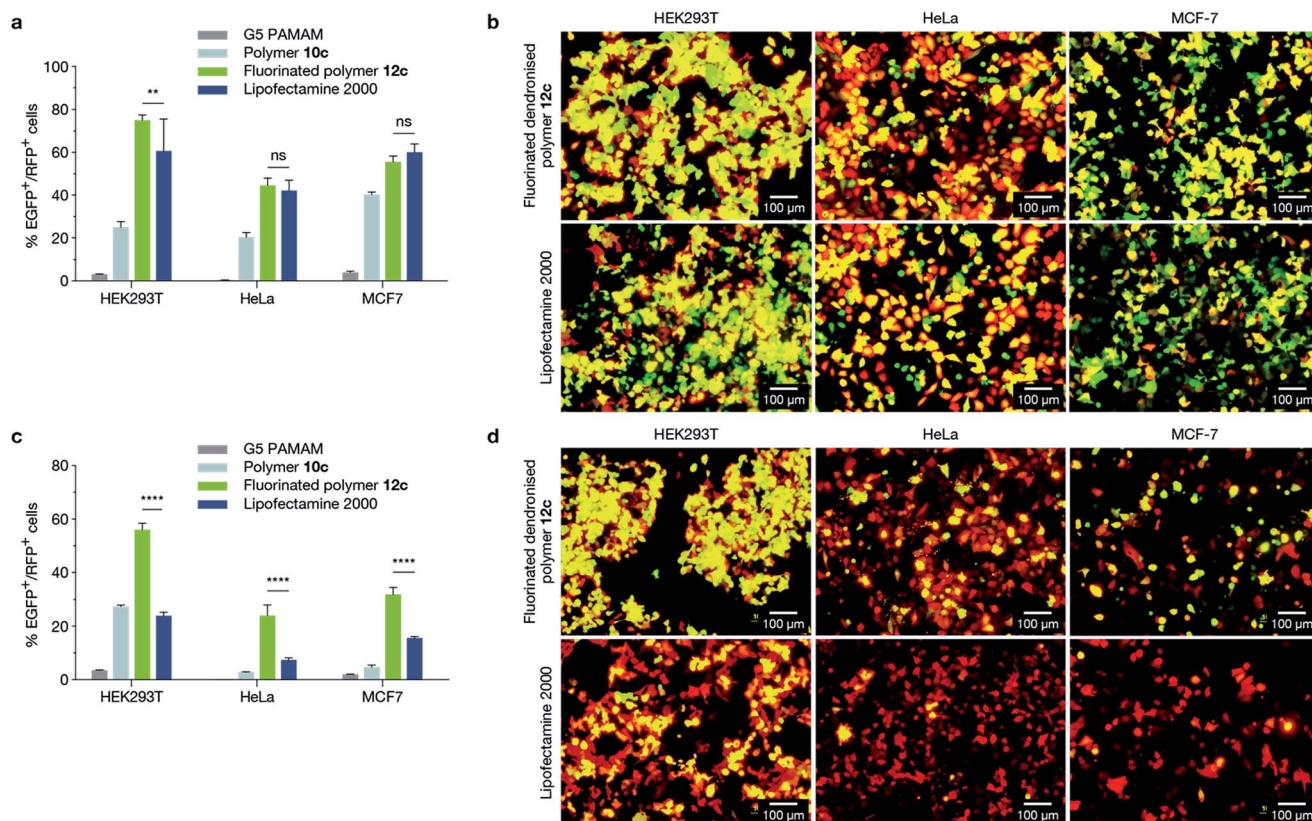 a
G5 PAMAM
Polymer 10c
Fluorinated polymer 12c
Lipofectamine 2000
% EGFP+/RFP+ cells
100
80
60
40
20
0
**
ns
ns
HEK293T
HeLa
MCF7
b
HEK293T
HeLa
MCF-7
Fluorinated dendronised
polymer 12c
100 µm
100 µm
100 µm
Lipofectamine 2000
100 µm
100 µm
100 µm
c
G5 PAMAM
Polymer 10c
Fluorinated polymer 12c
Lipofectamine 2000
% EGFP+/RFP+ cells
80
60
40
20
0
****
****
****
HEK293T
HeLa
MCF7
d
HEK293T
HeLa
MCF-7
Fluorinated dendronised
polymer 12c
100 µm
100 µm
100 µm
Lipofectamine 2000
100 µm
100 µm
100 µm